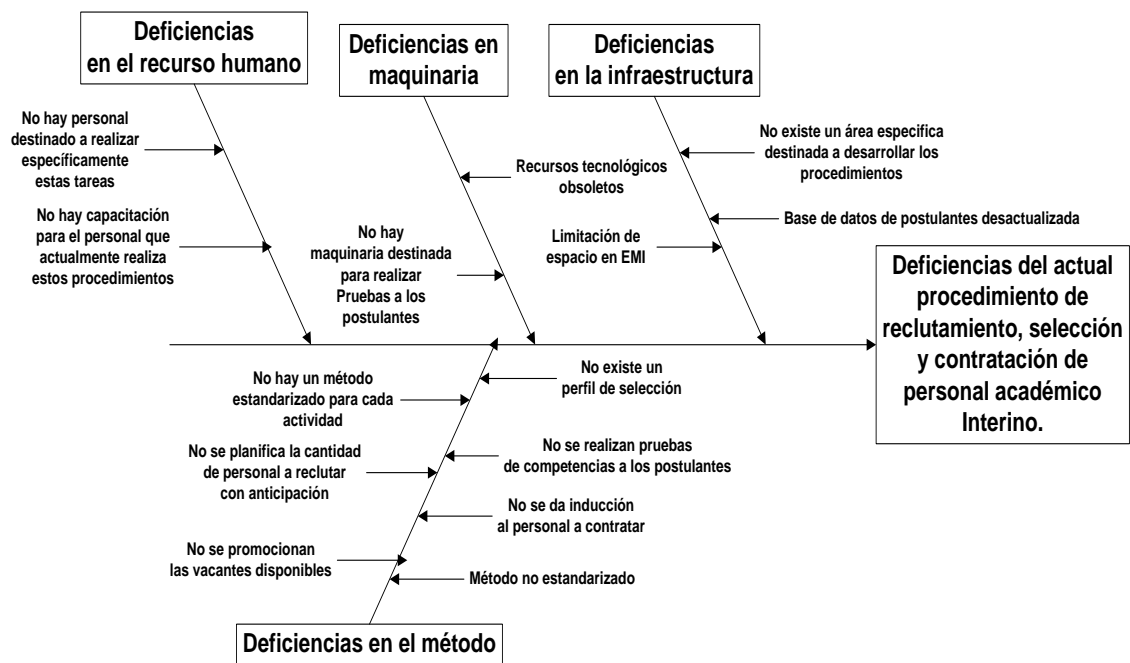 Deficiencias
en el recurso humano
Deficiencias en
maquinaria
Deficiencias
en la infraestructura
No hay personal
destinado a realizar
específicamente
estas tareas
No hay capacitación
para el personal que
actualmente realiza
estos procedimientos
Recursos tecnológicos
obsoletos
No hay
maquinaria destinada
para realizar
Pruebas a los
postulantes
No existe un área especifica
destinada a desarrollar los
procedimientos
Base de datos de postulantes desactualizada
Limitación de
espacio en EMI
Deficiencias del actual
procedimiento de
reclutamiento, selección
y contratación de
personal académico
Interino.
No existe un
perfil de selección
No hay un método
estandarizado para cada
actividad
No se realizan pruebas
de competencias a los postulantes
No se planifica la cantidad
de personal a reclutar
con anticipación
No se da inducción
al personal a contratar
No se promocionan
las vacantes disponibles
Método no estandarizado
Deficiencias en el método